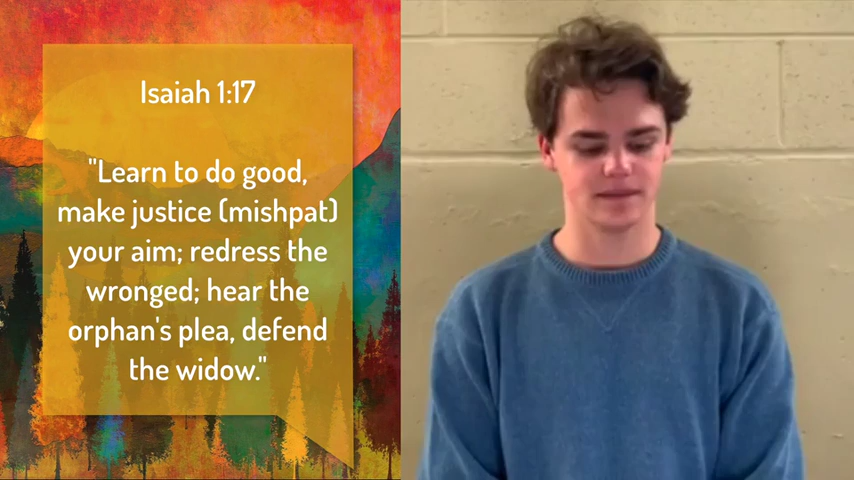 Isaiah 1:17
"Learn to do good,
make justice (mishpat)
your aim; redress the
wronged; hear the
orphan's plea, defend
the widow."